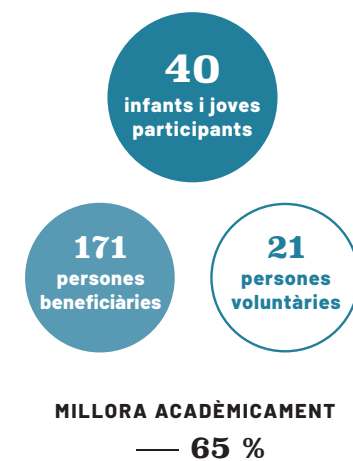 40
infants i joves
participants
171
persones
beneficiàries
21
persones
voluntàries
MILLORA ACADÈMICAMENT
65 %